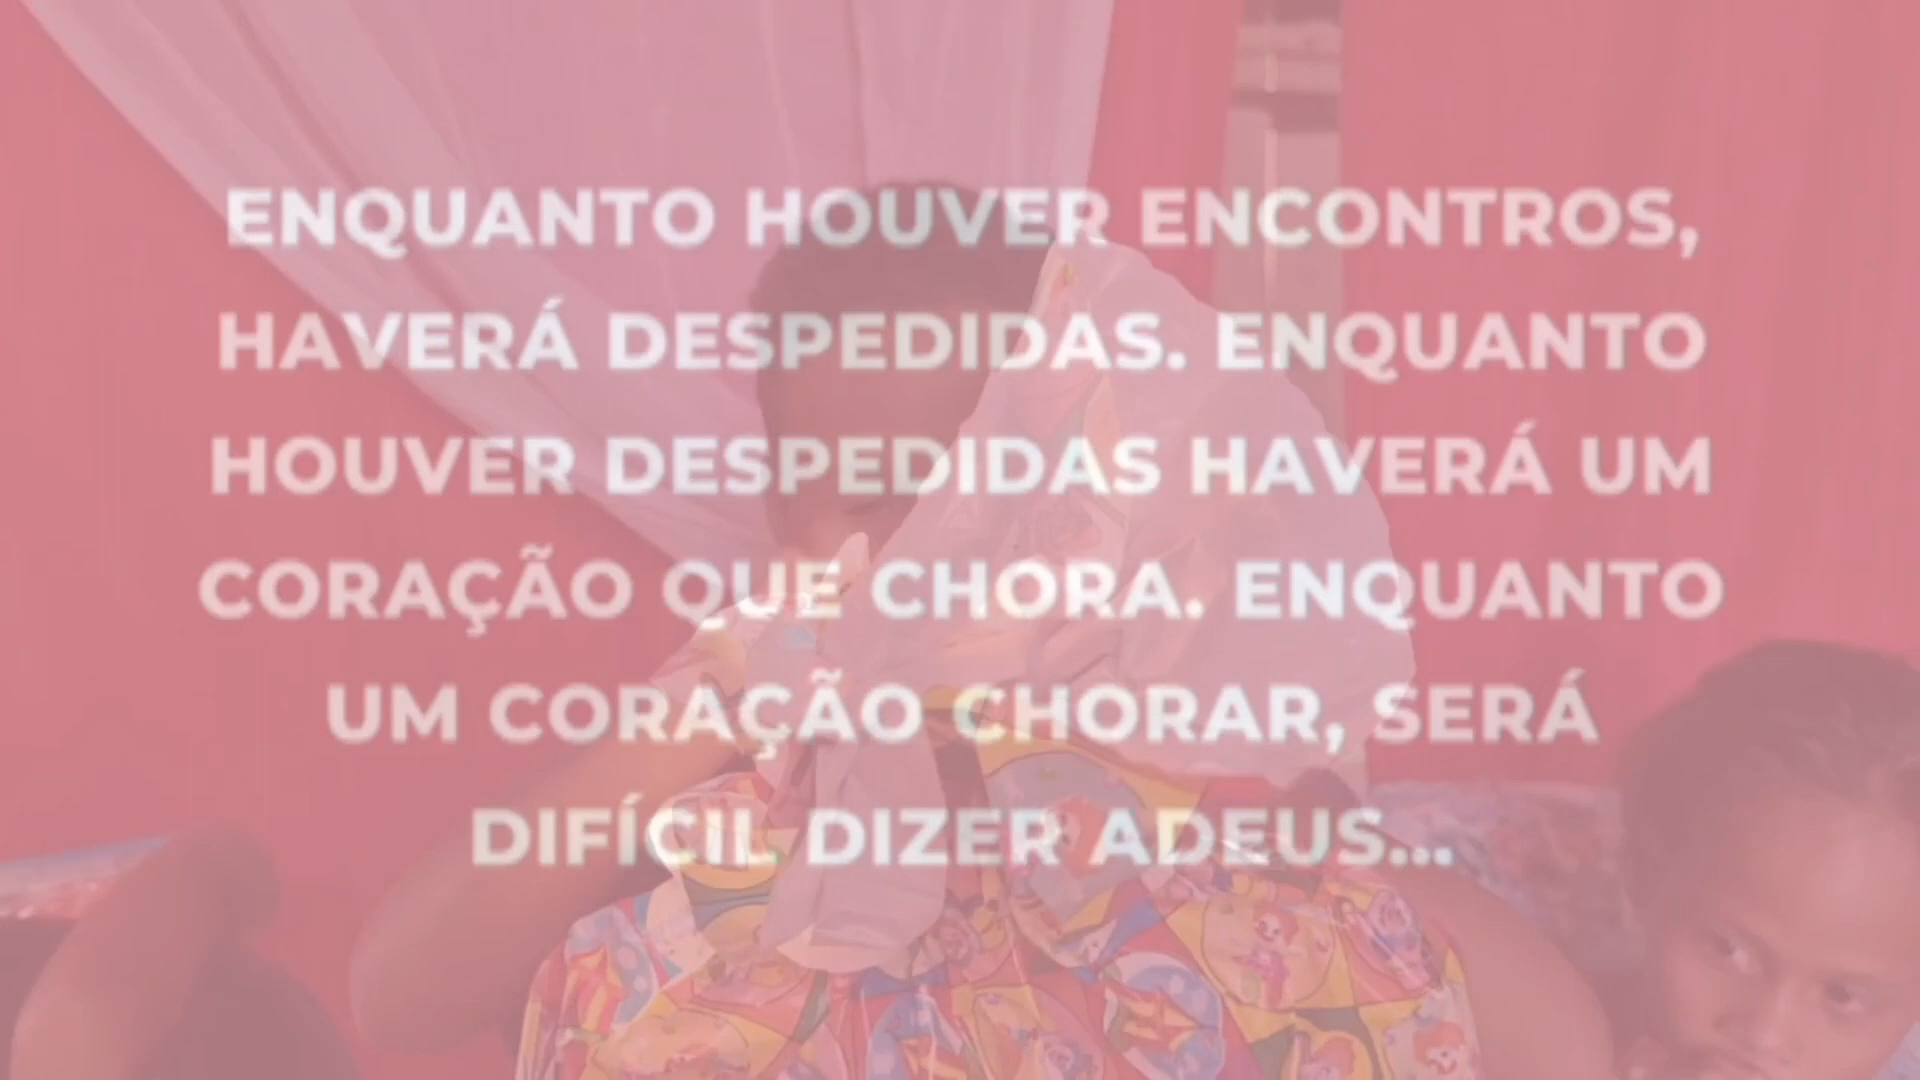 ENQUANTO HOUVER ENCONTROS,
HAVERÁ DESPEDIDAS. ENQUANTO
HOUVER DESPEDIDAS HAVERÁ UM
CORAÇÃO QUE CHORA. ENQUANTO
UM CORAÇÃO CHORAR, SERÁ
DIFÍCIL DIZER ADEUS...